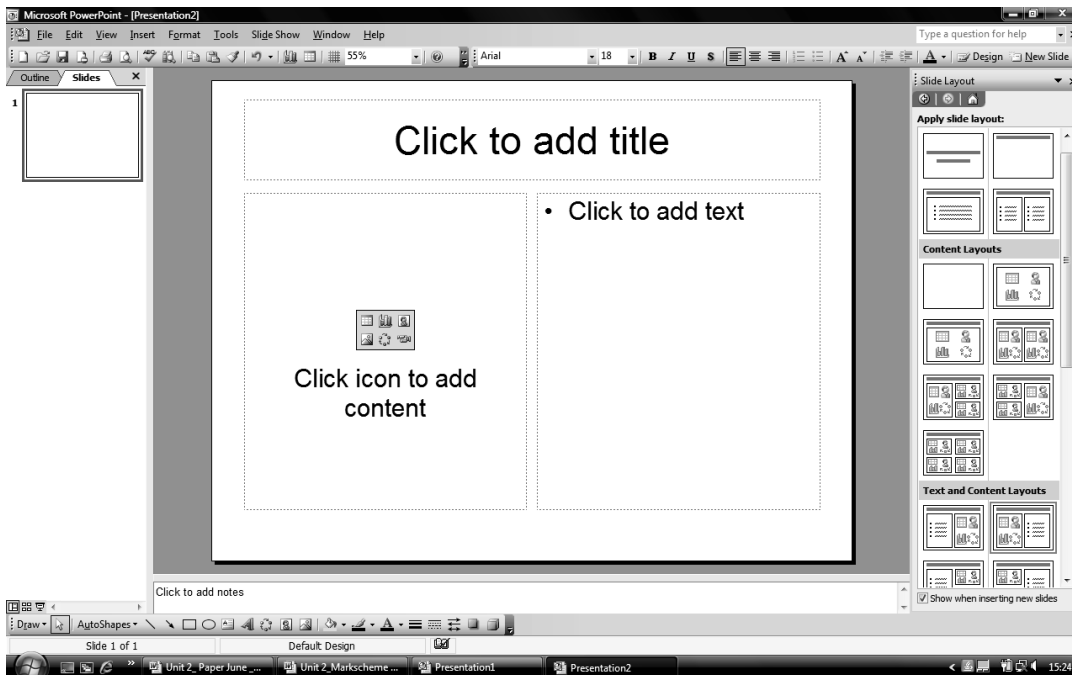 Microsoft PowerPoint - [Presentation2]
File Edit View Insert Format Tools Slide Show Window Help
Type a question for help
55%
Arial
18
B I U S
A A
A
Design
New Slide
Outline Slides X
1
Click to add title
Click icon to add
content
• Click to add text
Slide Layout
Apply slide layout:
Content Layouts
Text and Content Layouts
Show when inserting new slides
Click to add notes
Draw AutoShapes
A
Slide 1 of 1
Default Design
Unit 2_Paper June_...
Unit 2_Markscheme ...
Presentation1
Presentation2
15:24